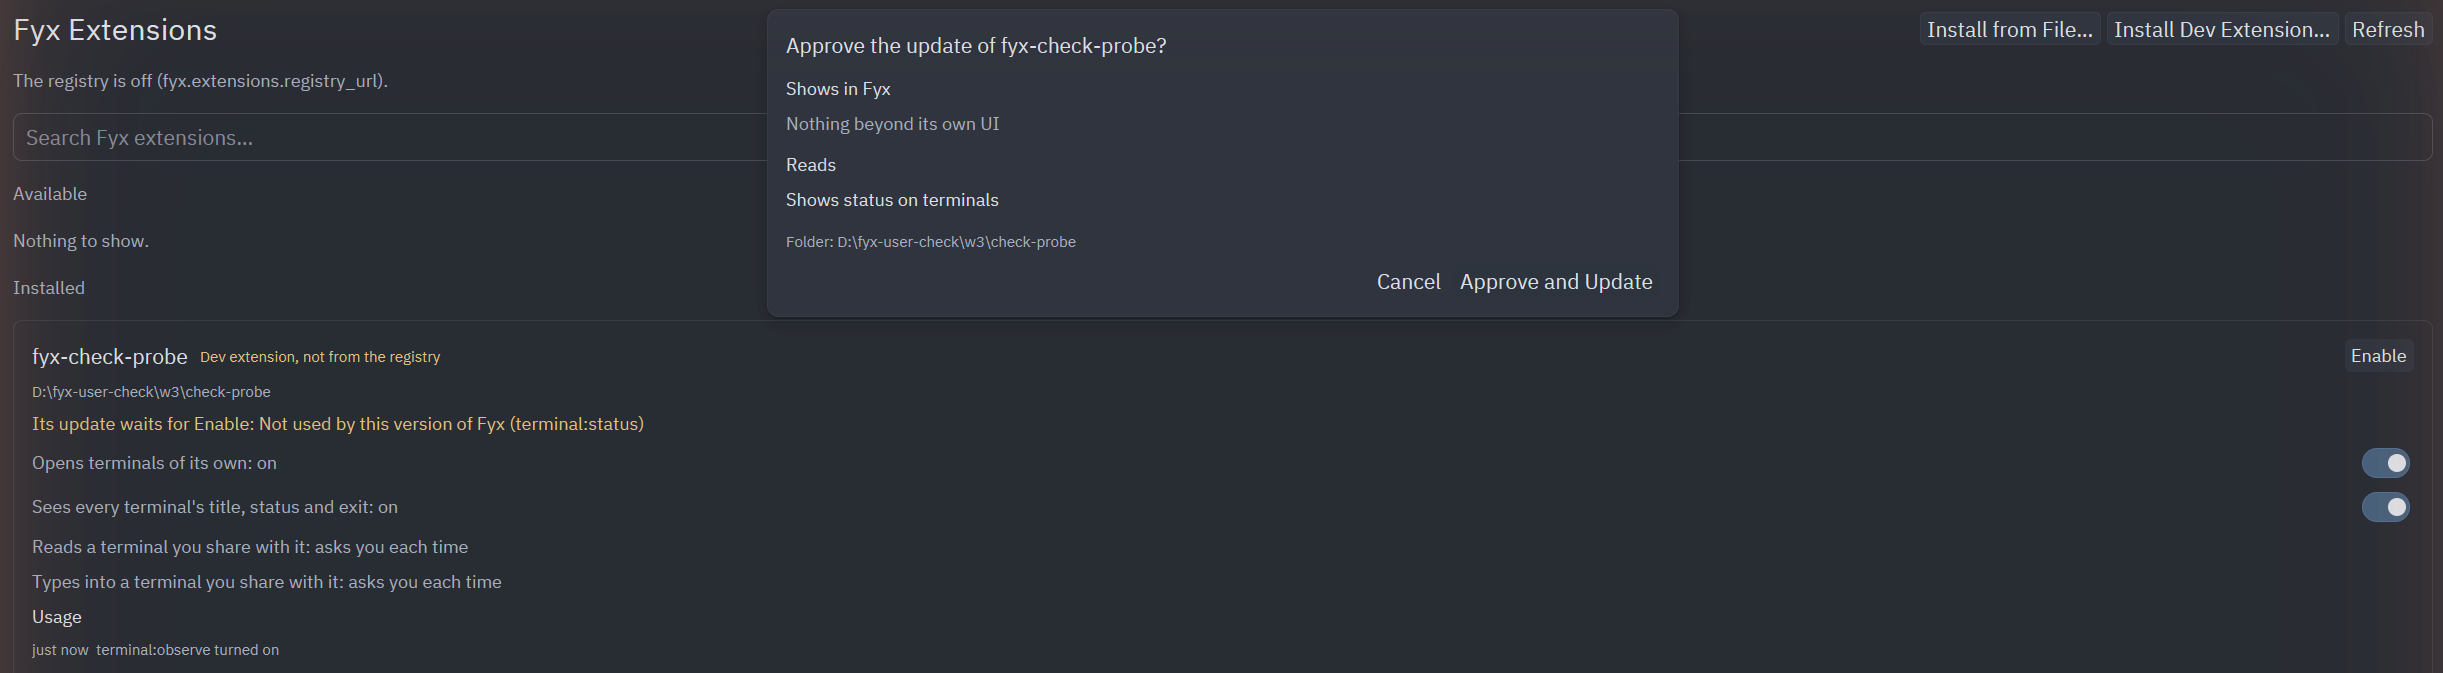 Fyx Extensions
Install from File...
Install Dev Extension...
Refresh
The registry is off (fyx.extensions.registry_url).
Search Fyx extensions...
Available
Nothing to show.
Installed
Approve the update of fyx-check-probe?
Shows in Fyx
Nothing beyond its own UI
Reads
Shows status on terminals
Folder: D:\fyx-user-check\w3\check-probe
Cancel
Approve and Update
fyx-check-probe Dev extension, not from the registry
Enable
D:\fyx-user-check\w3\check-probe
Its update waits for Enable: Not used by this version of Fyx (terminal:status)
Opens terminals of its own: on
Sees every terminal's title, status and exit: on
Reads a terminal you share with it: asks you each time
Types into a terminal you share with it: asks you each time
Usage
just now terminal:observe turned on